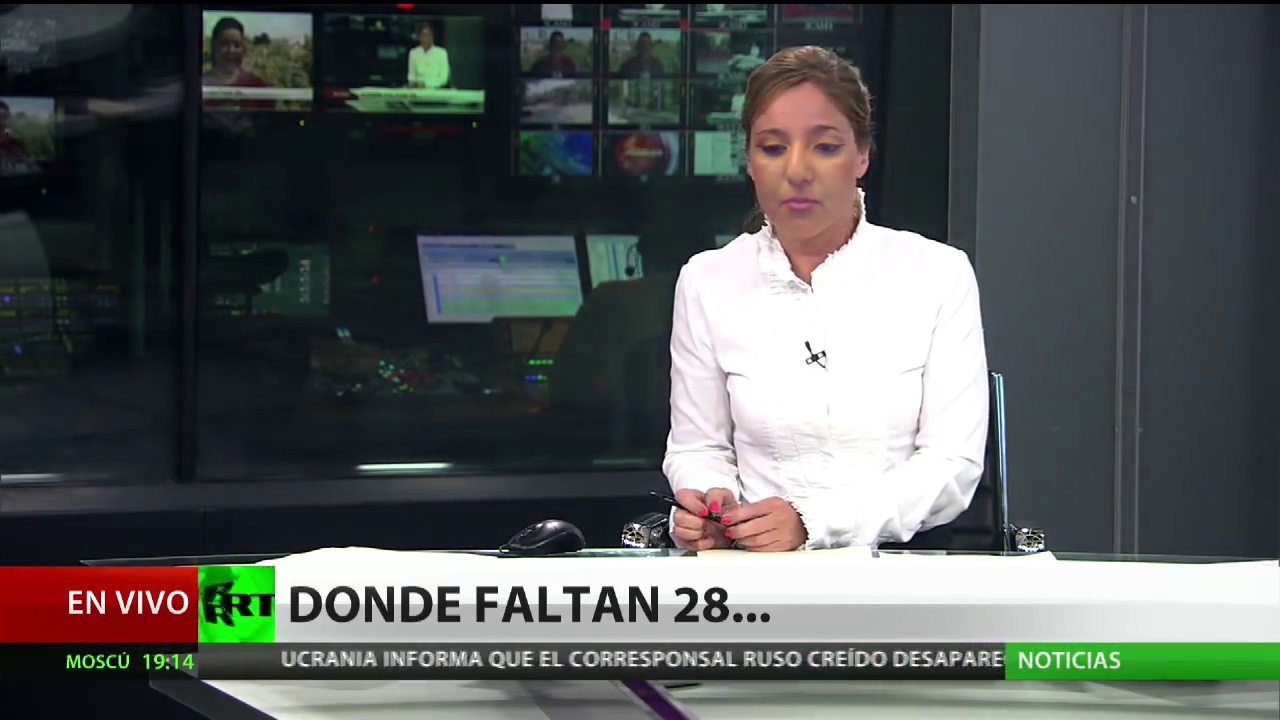 EN VIVO
RT
DONDE FALTAN 28...
MOSCÚ 19:14
UCRANIA INFORMA QUE EL CORRESPONSAL RUSO CREÍDO DESAPARE
NOTICIAS